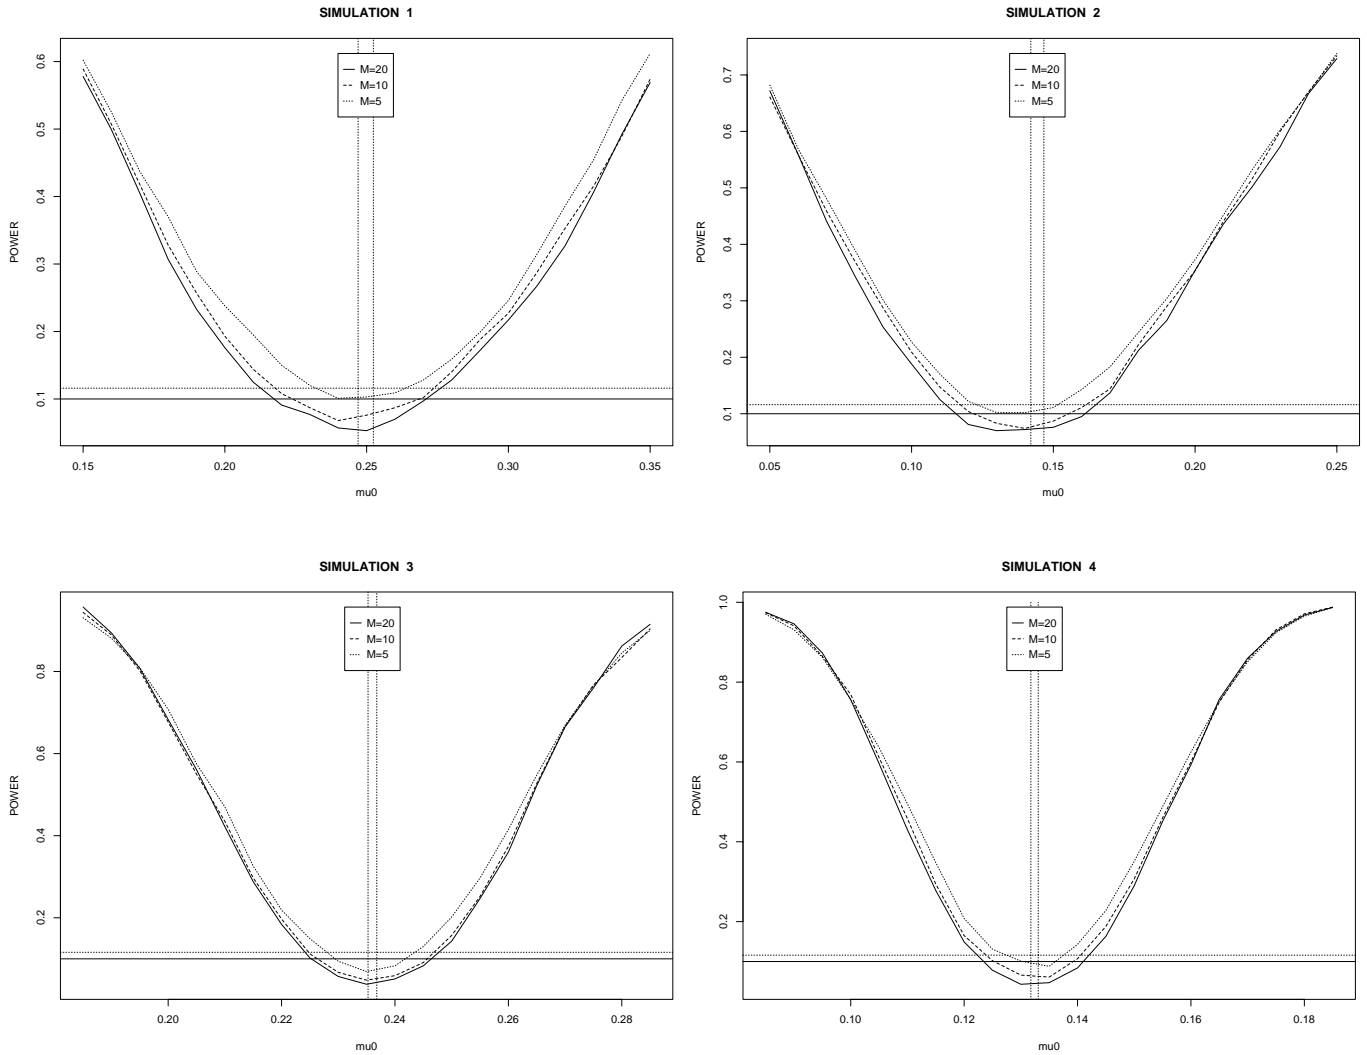 SIMULATION 1
POWER
0.6
0.5
0.4
0.3
0.2
0.1
M=20
M=10
M=5
0.15
0.20
0.25
0.30
0.35
mu0
SIMULATION 2
POWER
0.7
0.6
0.5
0.4
0.3
0.2
0.1
M=20
M=10
M=5
0.05
0.10
0.15
0.20
0.25
mu0
SIMULATION 3
POWER
0.8
0.6
0.4
0.2
M=20
M=10
M=5
0.20
0.22
0.24
0.26
0.28
mu0
SIMULATION 4
POWER
1.0
0.8
0.6
0.4
0.2
M=20
M=10
M=5
0.10
0.12
0.14
0.16
0.18
mu0